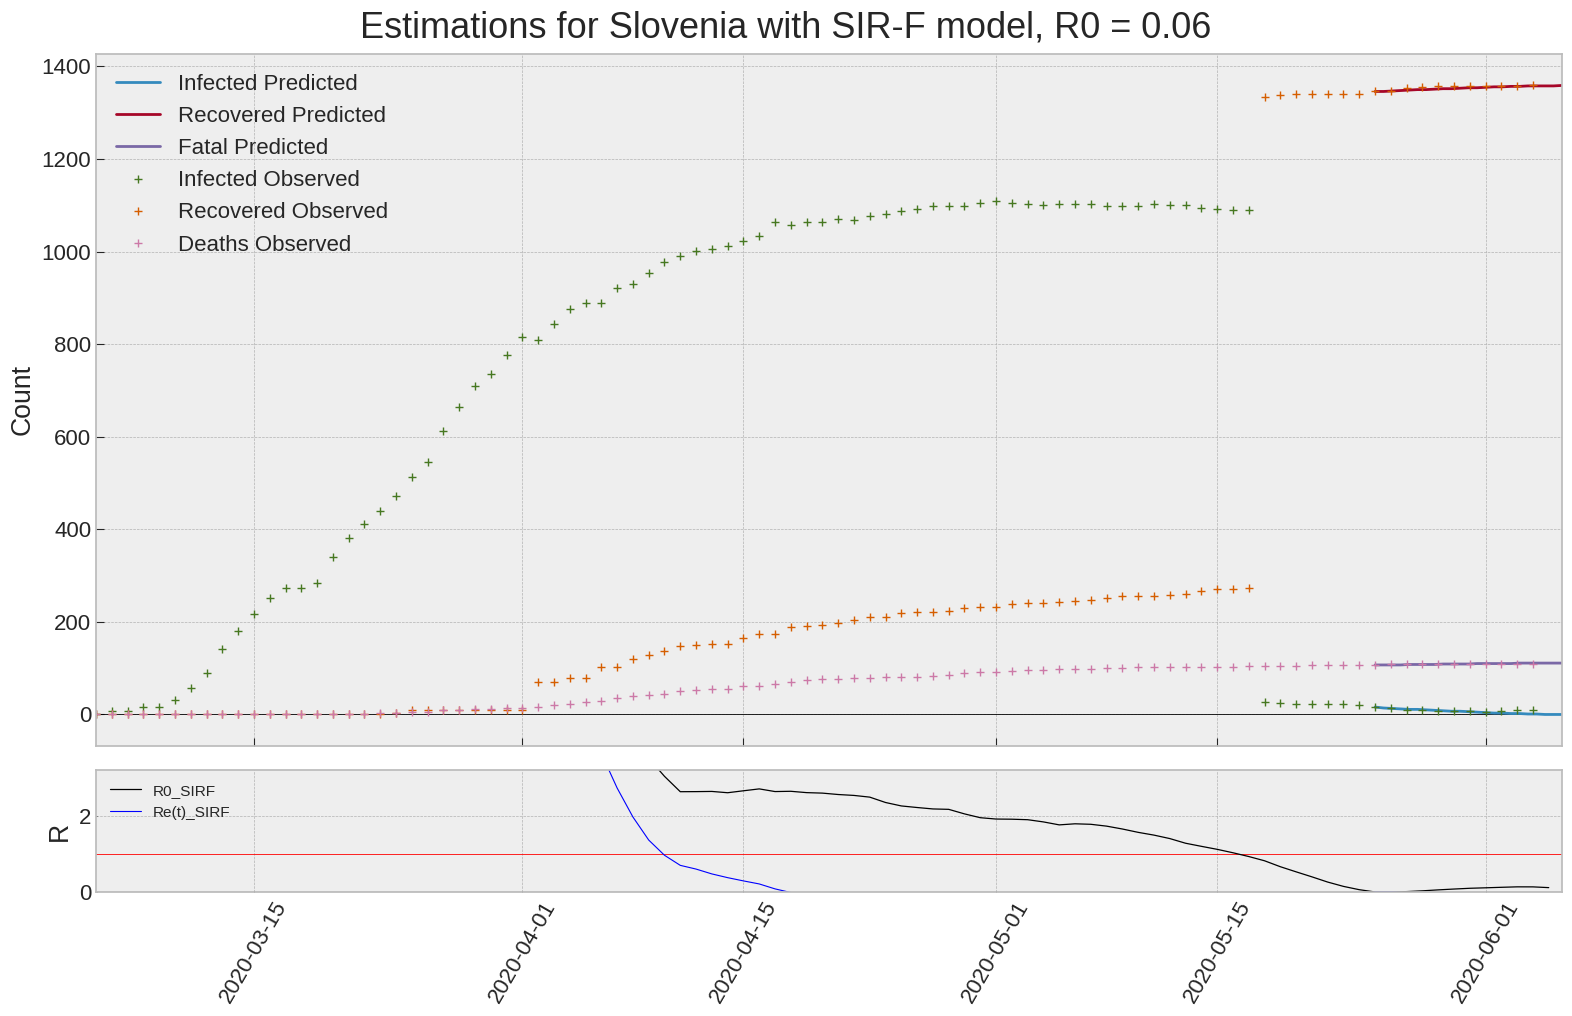 Estimations for Slovenia with SIR-F model, R0 = 0.06
1400
1200
1000
800
600
400
200
0
Count
Infected Predicted
Recovered Predicted
Fatal Predicted
Infected Observed
Recovered Observed
Deaths Observed
R0_SIRF
Re(t)_SIRF
2
0
R
2020-03-15
2020-04-01
2020-04-15
2020-05-01
2020-05-15
2020-06-01